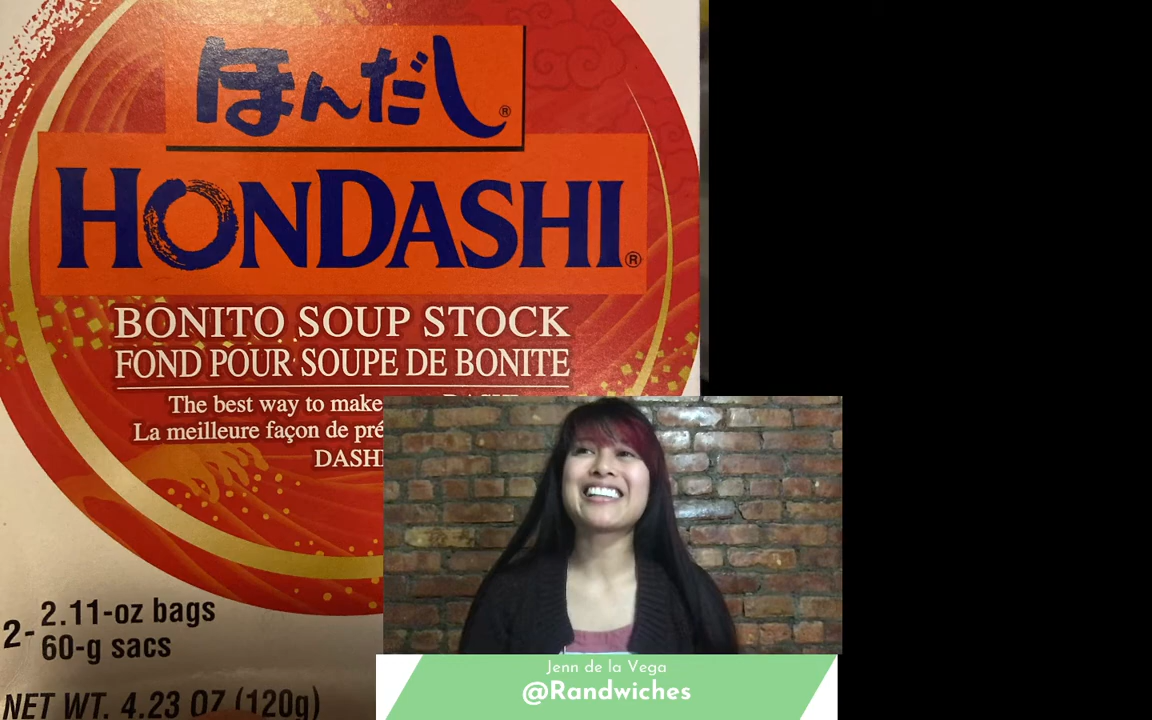 ほんだし®
HONDASHI®
BONITO SOUP STOCK
FOND POUR SOUPE DE BONITE
The best way to make
La meilleure façon de pré
DASHI
2- 2.11-oz bags
60-g sacs
NET WT. 4.23 OZ (120g)
Jenn de la Vega
@Randwiches